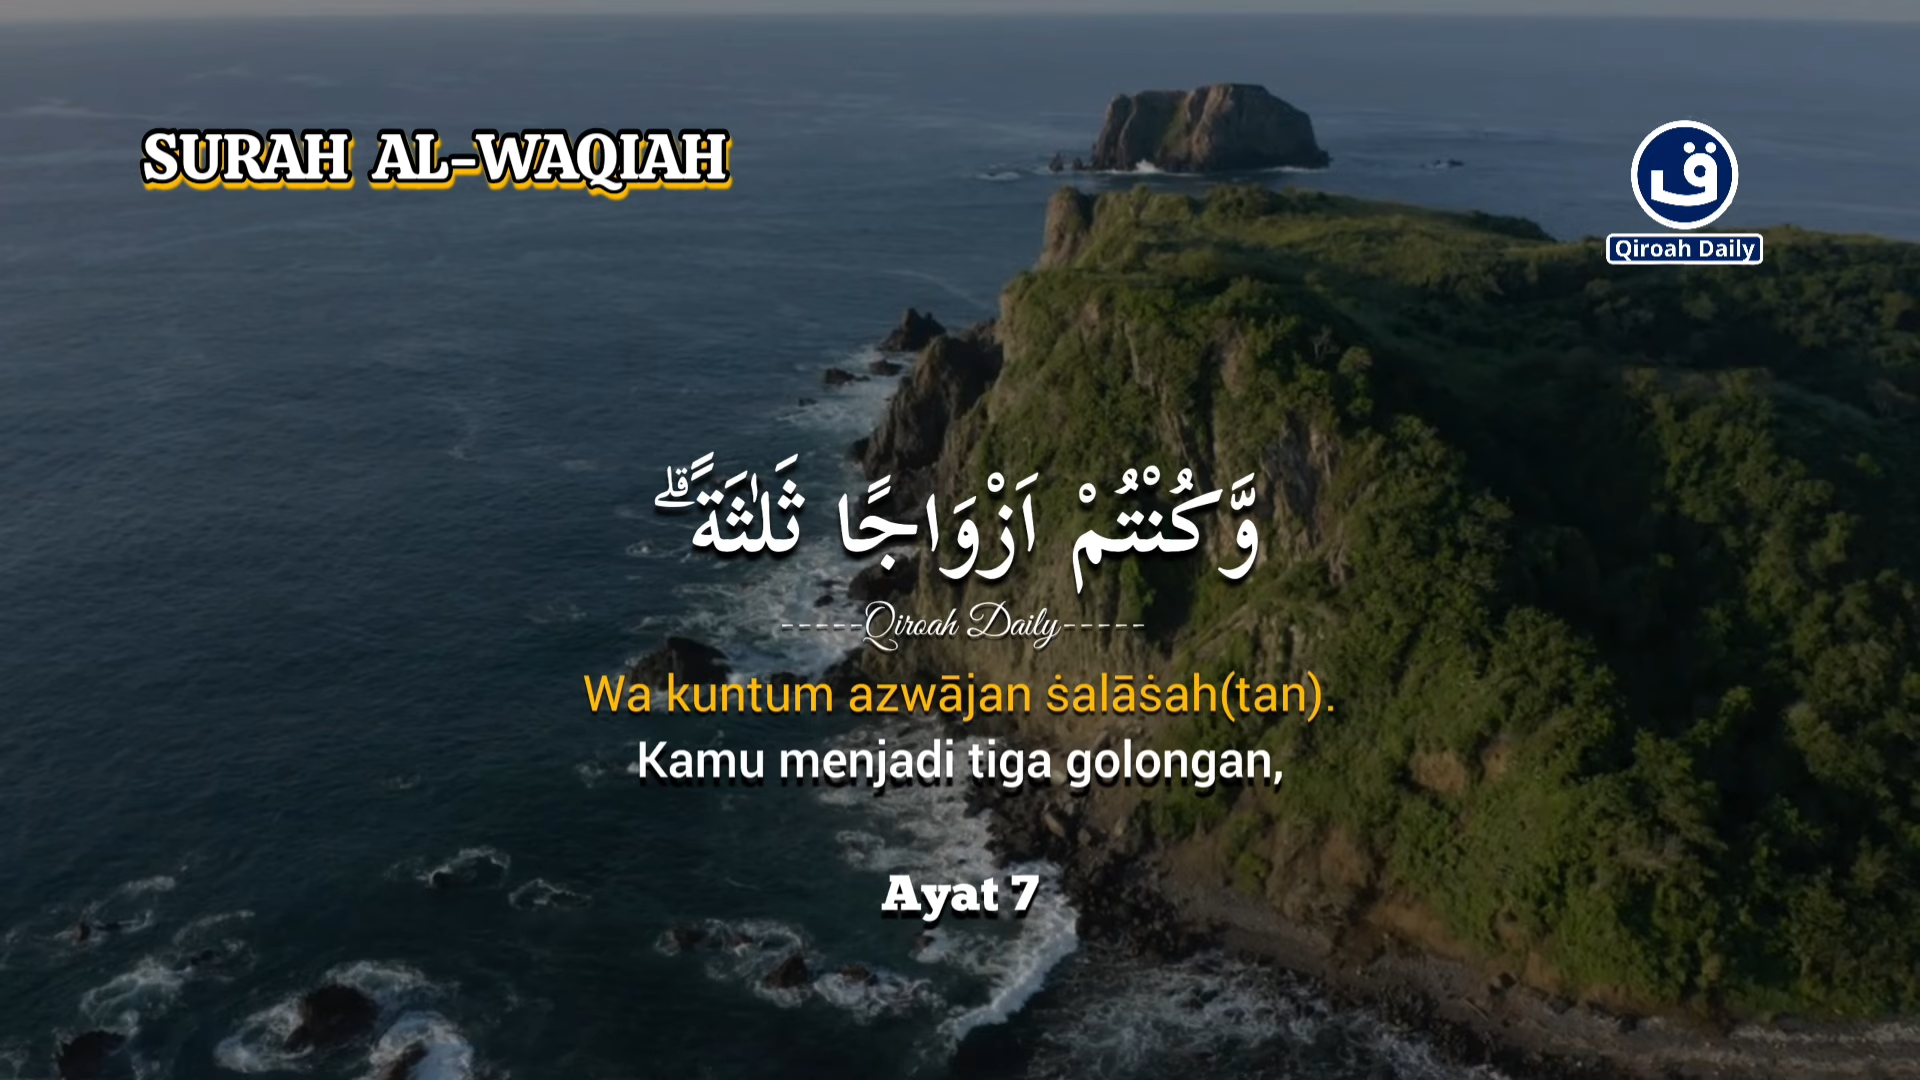 SURAH AL-WAQIAH
ق
Qiroah Daily
وَّكُنْتُمْ اَزْوَاجًا ثَلٰثَةً ۗ
-----Qiroah Daily-----
Wa kuntum azwājan ṡalāṡah(tan).
Kamu menjadi tiga golongan,
Ayat 7